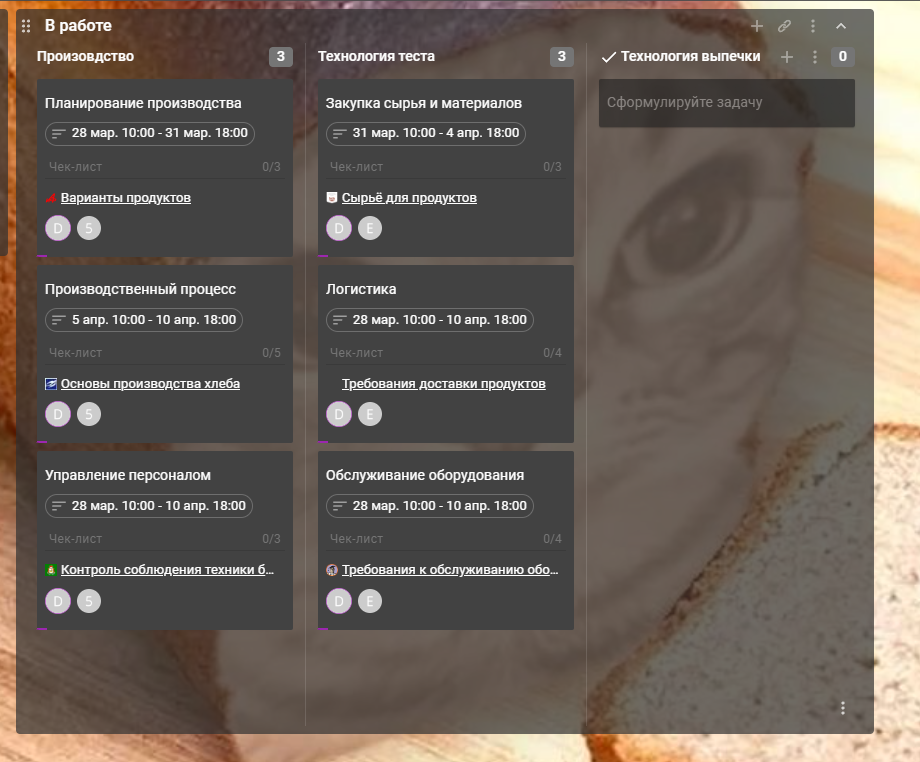 В работе
Произовдство 3
Планирование производства
28 мар. 10:00 - 31 мар. 18:00
Чек-лист 0/3
Варианты продуктов
D 5
Производственный процесс
5 апр. 10:00 - 10 апр. 18:00
Чек-лист 0/5
Основы производства хлеба
D 5
Управление персоналом
28 мар. 10:00 - 10 апр. 18:00
Чек-лист 0/3
Контроль соблюдения техники б...
D 5
Технология теста 3
Закупка сырья и материалов
31 мар. 10:00 - 4 апр. 18:00
Чек-лист 0/3
Сырьё для продуктов
D E
Логистика
28 мар. 10:00 - 10 апр. 18:00
Чек-лист 0/4
Требования доставки продуктов
D E
Обслуживание оборудования
28 мар. 10:00 - 10 апр. 18:00
Чек-лист 0/4
Требования к обслуживанию обо...
D E
Технология выпечки 0
Сформулируйте задачу